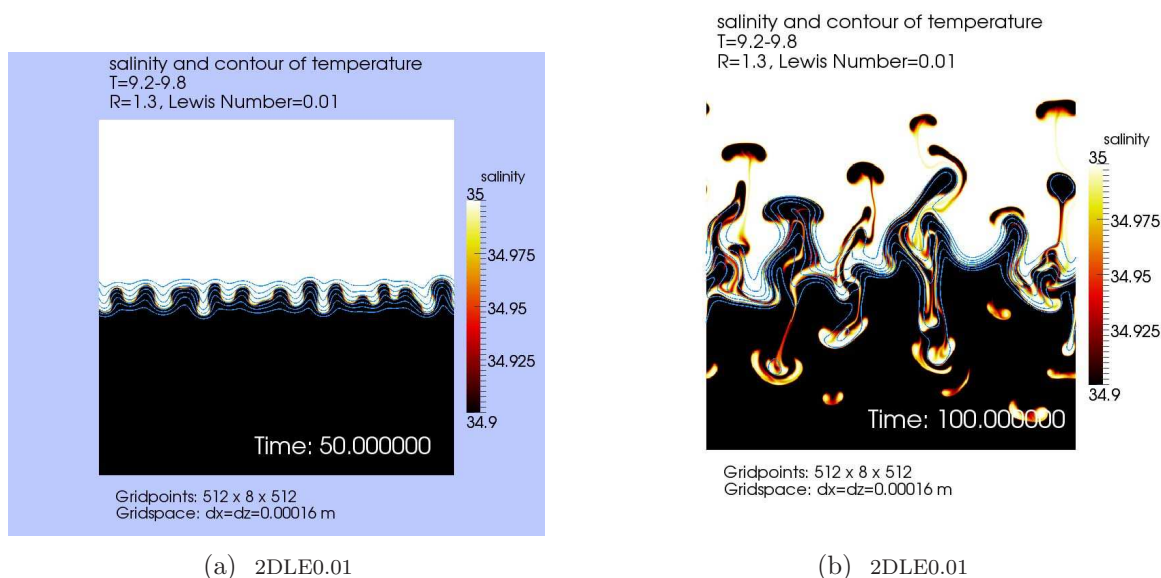 salinity and contour of temperature
T=9.2-9.8
R=1.3, Lewis Number=0.01
salinity
35
34.975
34.95
34.925
34.9
Time: 50.000000
Gridpoints: 512 x 8 x 512
Gridspace: dx=dz=0.00016 m
(a) 2DLE0.01
salinity and contour of temperature
T=9.2-9.8
R=1.3, Lewis Number=0.01
salinity
35
34.975
34.95
34.925
34.9
Time: 100.000000
Gridpoints: 512 x 8 x 512
Gridspace: dx=dz=0.00016 m
(b) 2DLE0.01